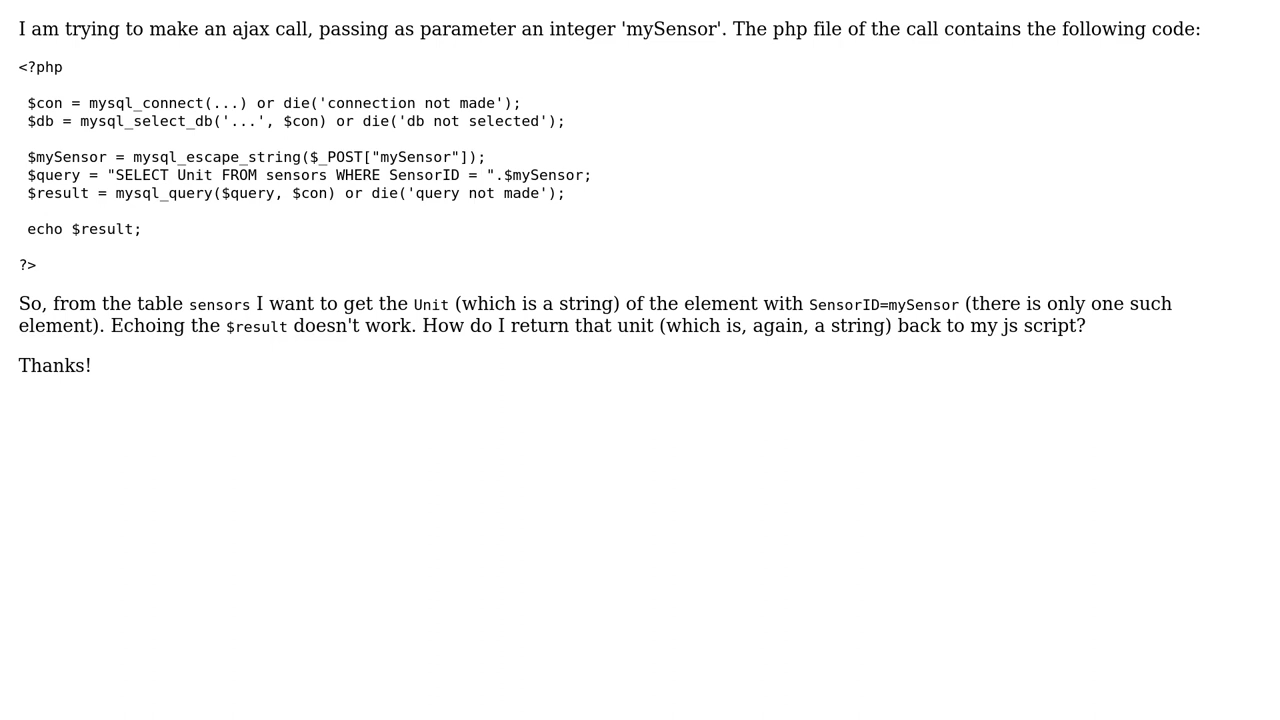 I am trying to make an ajax call, passing as parameter an integer 'mySensor'. The php file of the call contains the following code:
<?php
$con = mysql_connect(...) or die('connection not made');
$db = mysql_select_db('...', $con) or die('db not selected');
$mySensor = mysql_escape_string($_POST["mySensor"]);
$query = "SELECT Unit FROM sensors WHERE SensorID = ".$mySensor;
$result = mysql_query($query, $con) or die('query not made');
echo $result;
?>
So, from the table sensors I want to get the Unit (which is a string) of the element with SensorID=mySensor (there is only one such
element). Echoing the $result doesn't work. How do I return that unit (which is, again, a string) back to my js script?
Thanks!